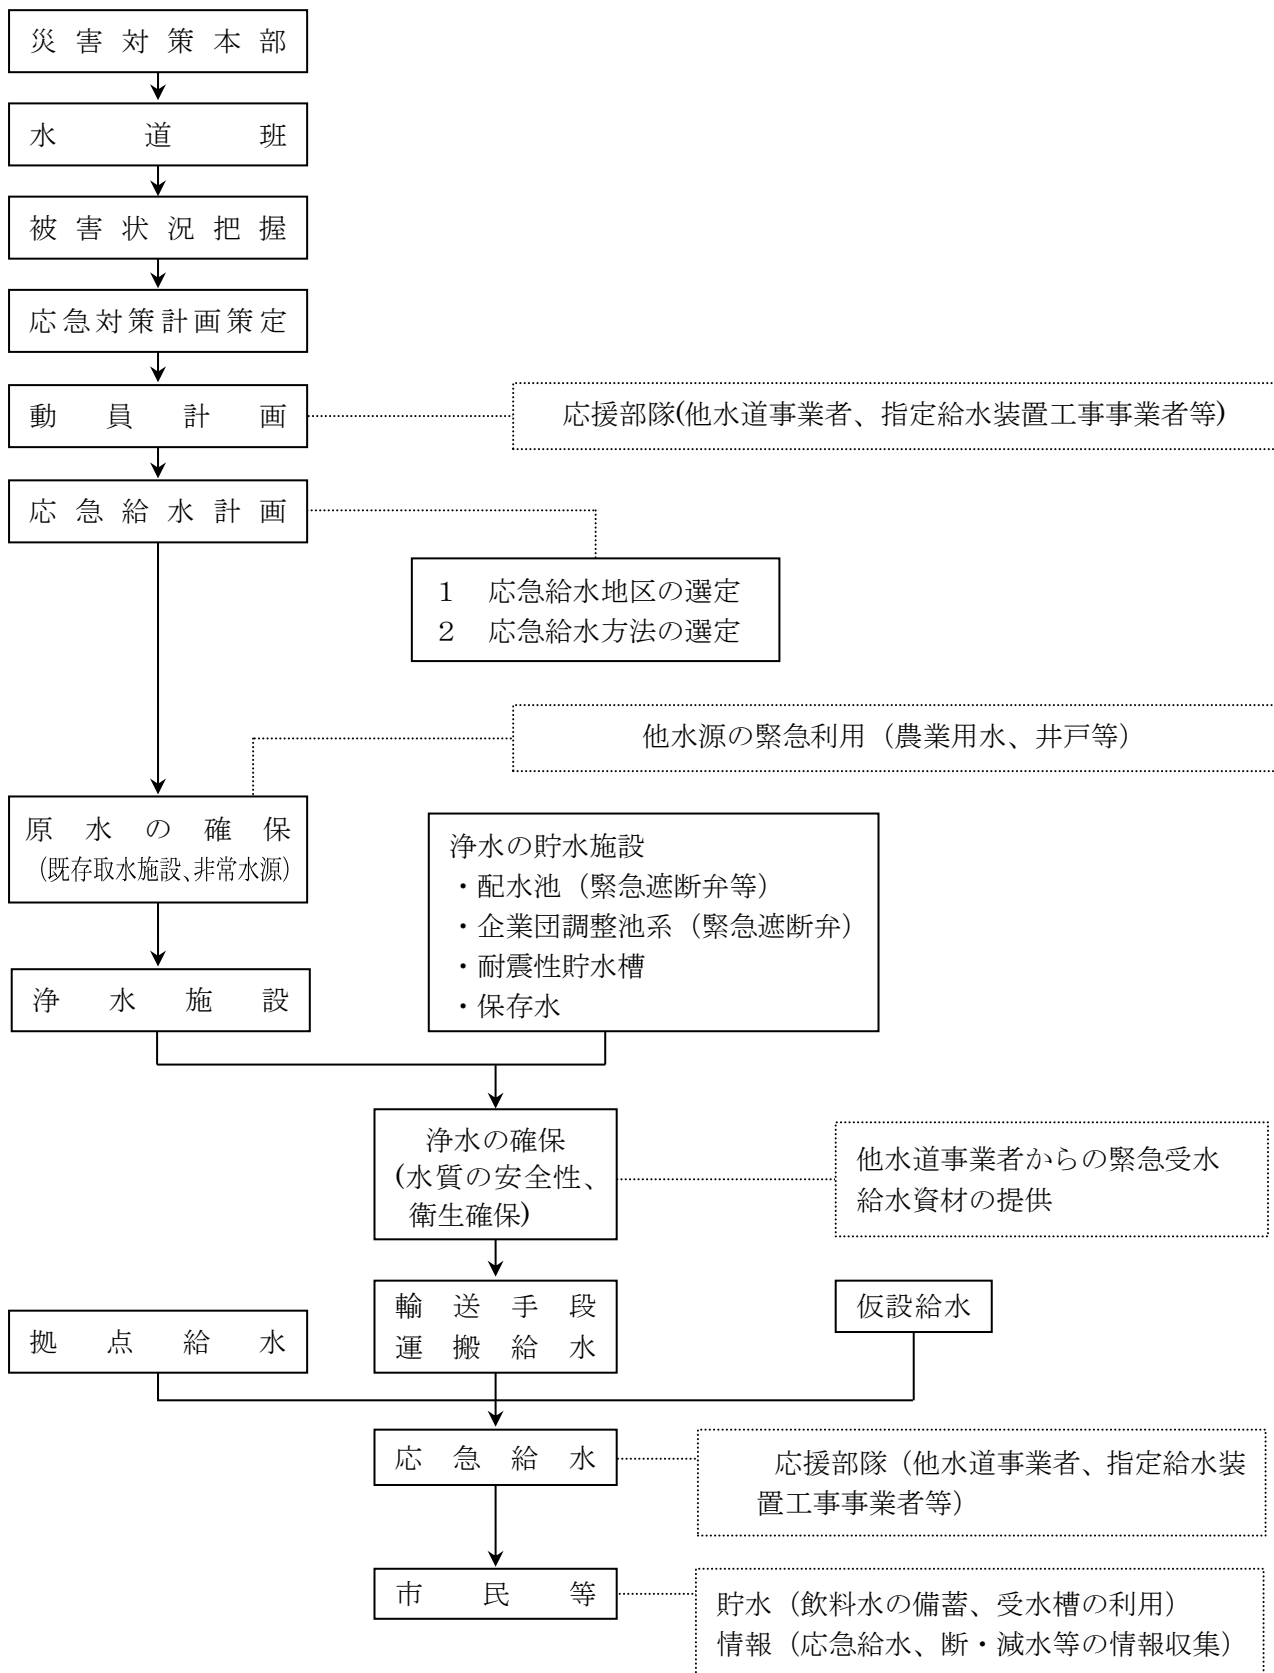 災害対策本部
水道班
被害状況把握
応急対策計画策定
動員計画
応援部隊(他水道事業者、指定給水装置工事事業者等)
応急給水計画
1　応急給水地区の選定
2　応急給水方法の選定
他水源の緊急利用（農業用水、井戸等）
原水の確保
（既存取水施設、非常水源）
浄水の貯水施設
・配水池（緊急遮断弁等）
・企業団調整池系（緊急遮断弁）
・耐震性貯水槽
・保存水
浄水施設
浄水の確保
(水質の安全性、
衛生確保)
他水道事業者からの緊急受水
給水資材の提供
輸送手段
運搬給水
仮設給水
拠点給水
応急給水
応援部隊（他水道事業者、指定給水装
置工事事業者等）
市民等
貯水（飲料水の備蓄、受水槽の利用）
情報（応急給水、断・減水等の情報収集）